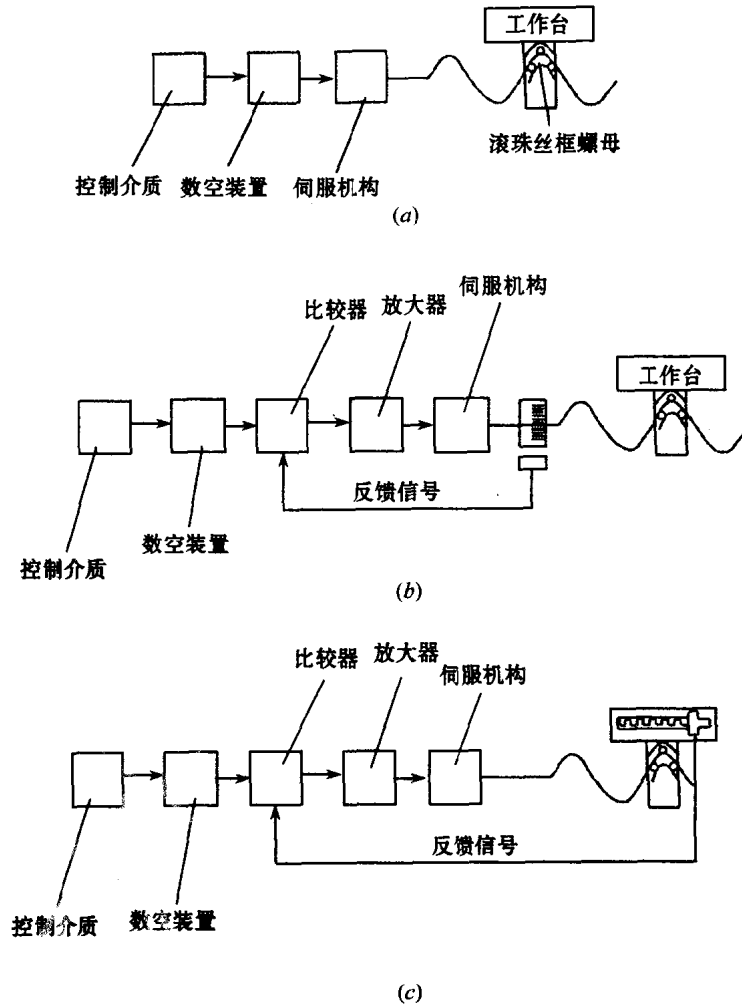 工作台
滚珠丝框螺母
控制介质 数空装置 伺服机构
(a)
比较器 放大器 伺服机构
工作台
反馈信号
数空装置
控制介质
(b)
比较器 放大器 伺服机构
反馈信号
控制介质 数空装置
(c)